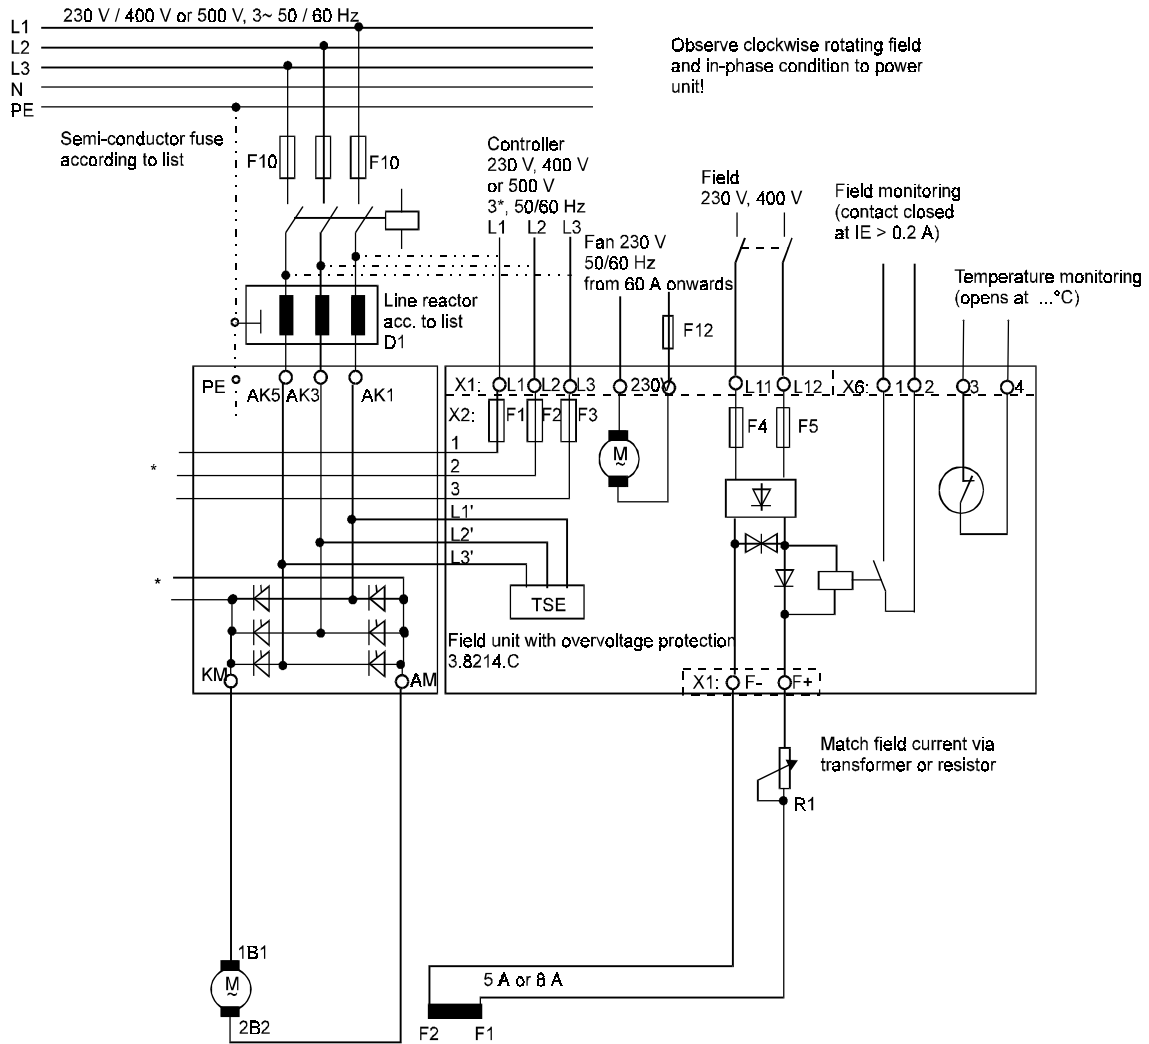 230 V / 400 V or 500 V, 3~ 50 / 60 Hz
L1
L2
L3
N
PE
Observe clockwise rotating field
and in-phase condition to power
unit!
Semi-conductor fuse
according to list
F10
F10
Controller
230 V, 400 V
or 500 V
3*, 50/60 Hz
L1 L2 L3
Fan 230 V
50/60 Hz
from 60 A onwards
F12
Field
230 V, 400 V
Field monitoring
(contact closed
at IE > 0.2 A)
Temperature monitoring
(opens at ...°C)
Line reactor
acc. to list
D1
PE
AK5 AK3 AK1
X1: L1 L2 L3 230V L11 L12 X6: 1 2 3 4
X2: F1 F2 F3 F4 F5
M
~
1
* 2
3
L1'
L2'
L3'
*
TSE
Field unit with overvoltage protection
3.8214.C
KM AM
X1: F- F+
Match field current via
transformer or resistor
R1
1B1
M
~
2B2
5 A or 8 A
F2 F1